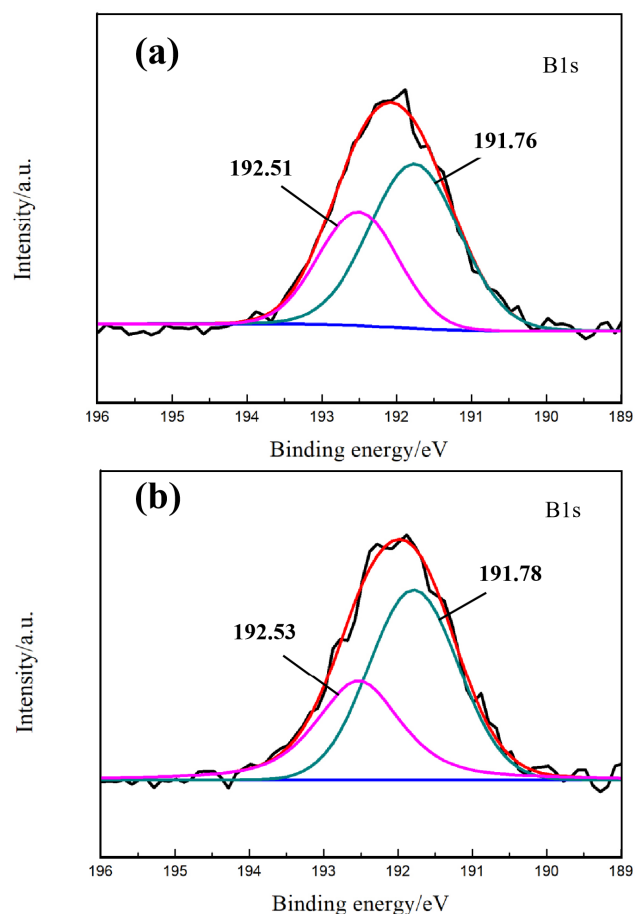 (a)
B1s
192.51
191.76
Intensity/a.u.
196 195 194 193 192 191 190 189
Binding energy/eV
(b)
B1s
192.53
191.78
Intensity/a.u.
196 195 194 193 192 191 190 189
Binding energy/eV